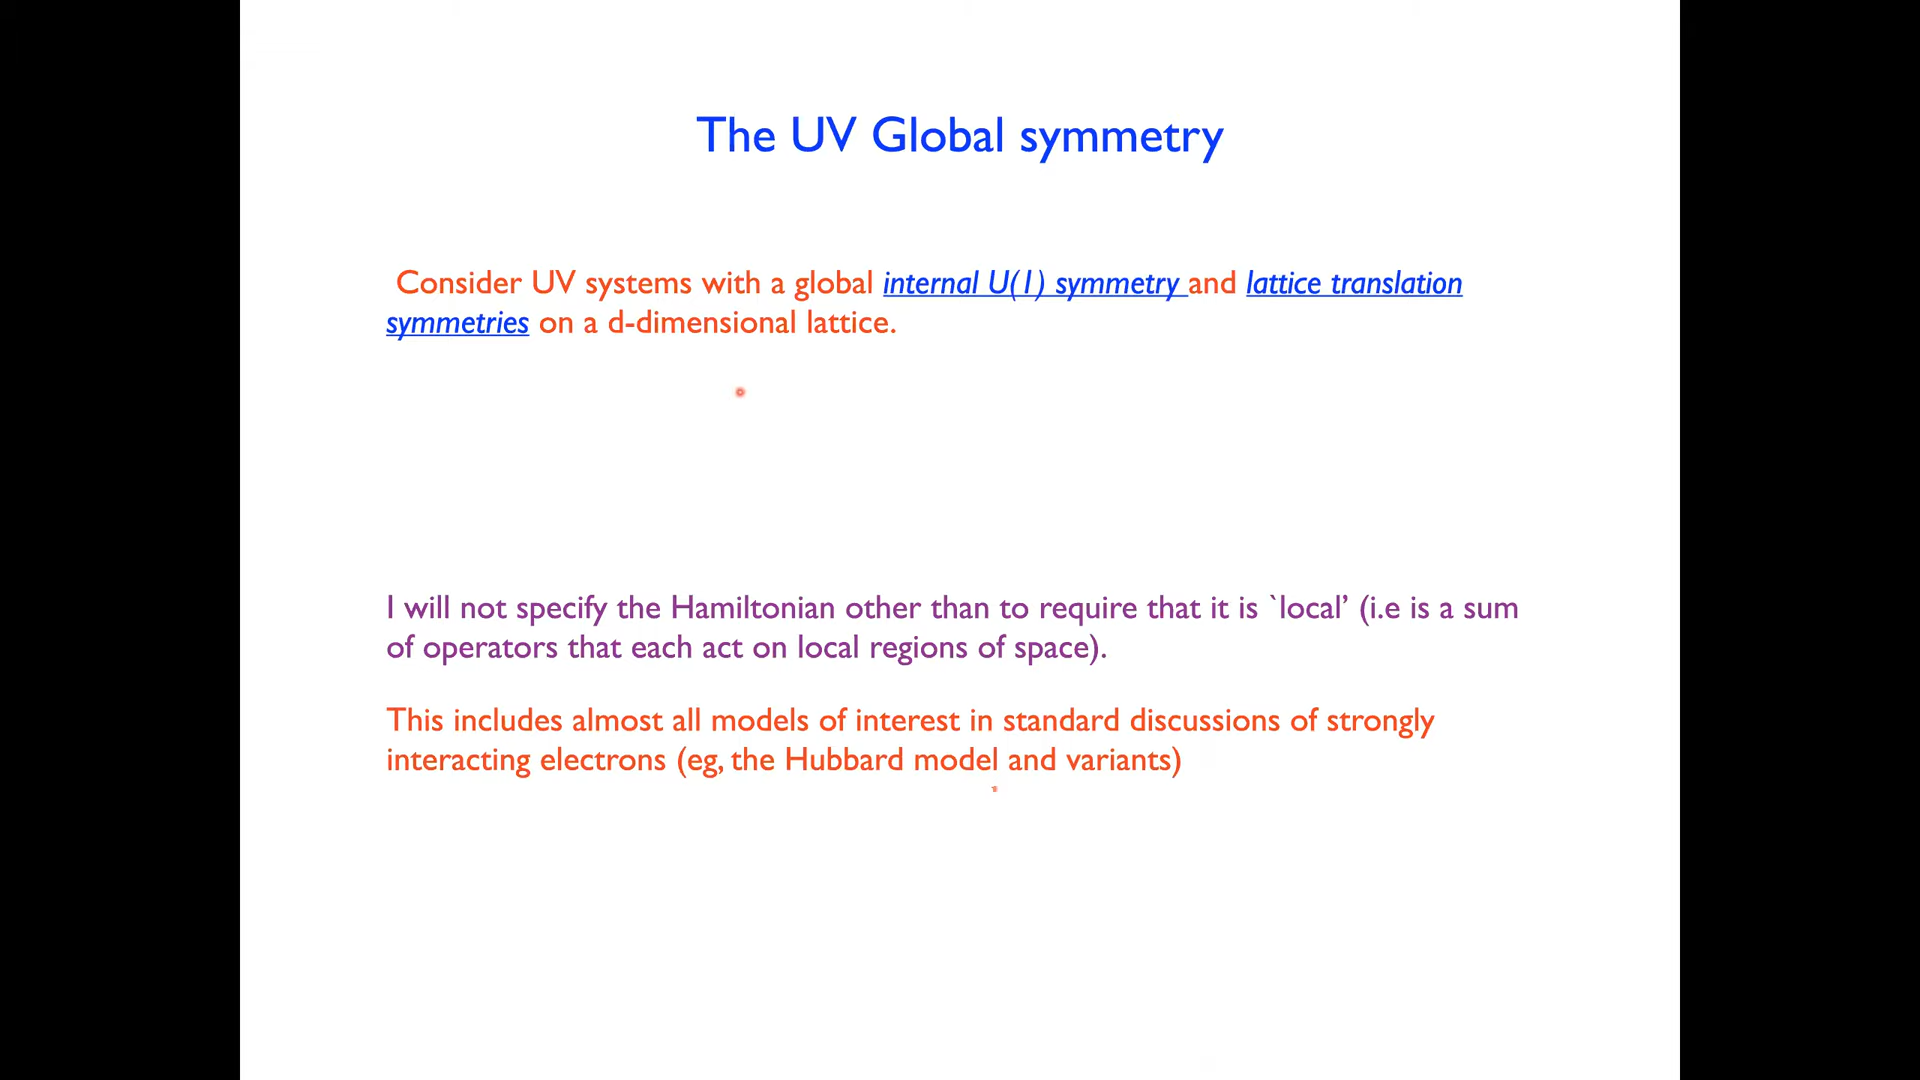 The UV Global symmetry
Consider UV systems with a global internal U(1) symmetry and lattice translation
symmetries on a d-dimensional lattice.
I will not specify the Hamiltonian other than to require that it is `local’ (i.e is a sum
of operators that each act on local regions of space).
This includes almost all models of interest in standard discussions of strongly
interacting electrons (eg, the Hubbard model and variants)